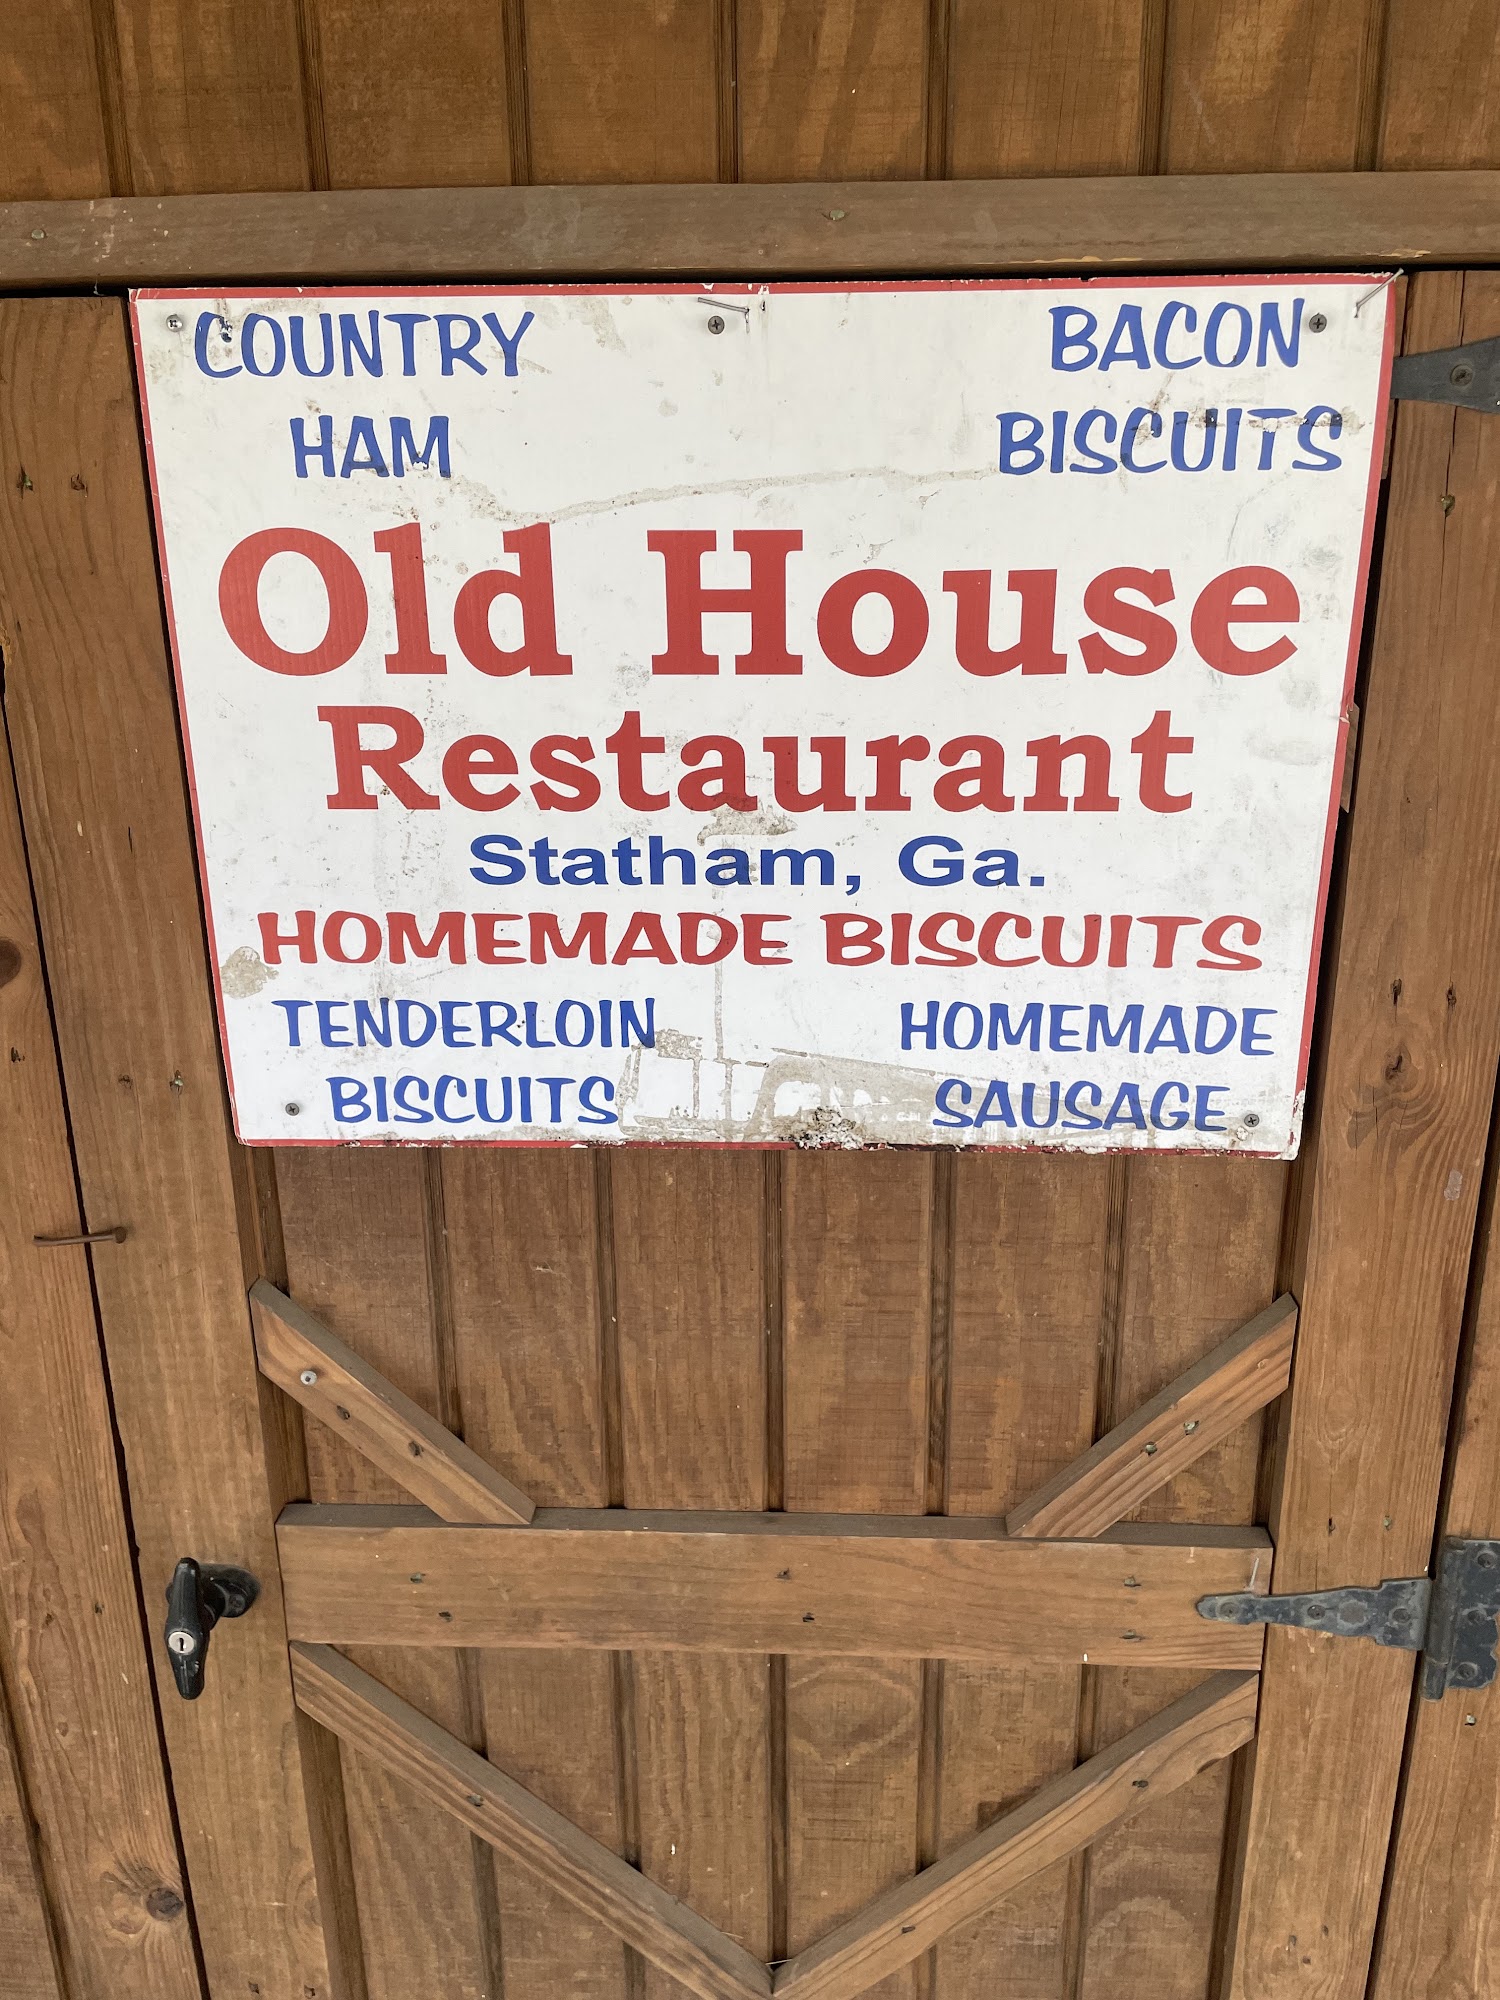 COUNTRY
HAM
BACON
BISCUITS
Old House
Restaurant
Statham, Ga.
HOMEMADE BISCUITS
TENDERLOIN
BISCUITS
HOMEMADE
SAUSAGE